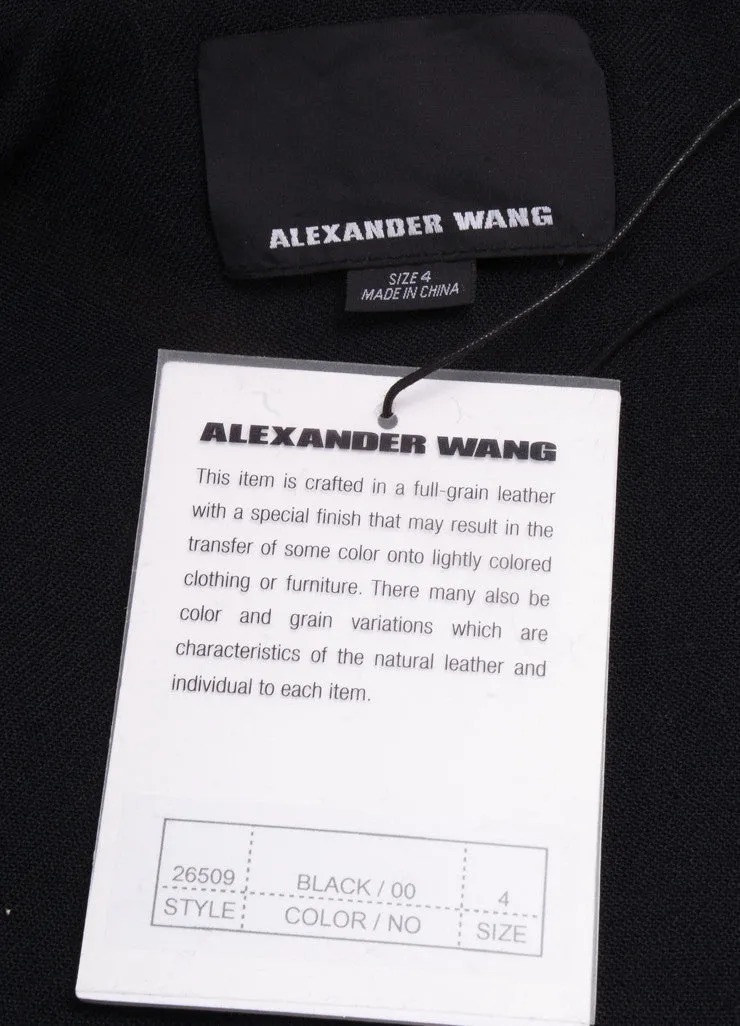 ALEXANDER WANG
SIZE 4
MADE IN CHINA
ALEXANDER WANG
This item is crafted in a full-grain leather
with a special finish that may result in the
transfer of some color onto lightly colored
clothing or furniture. There many also be
color and grain variations which are
characteristics of the natural leather and
individual to each item.
26509 BLACK / 00 4
STYLE COLOR / NO SIZE